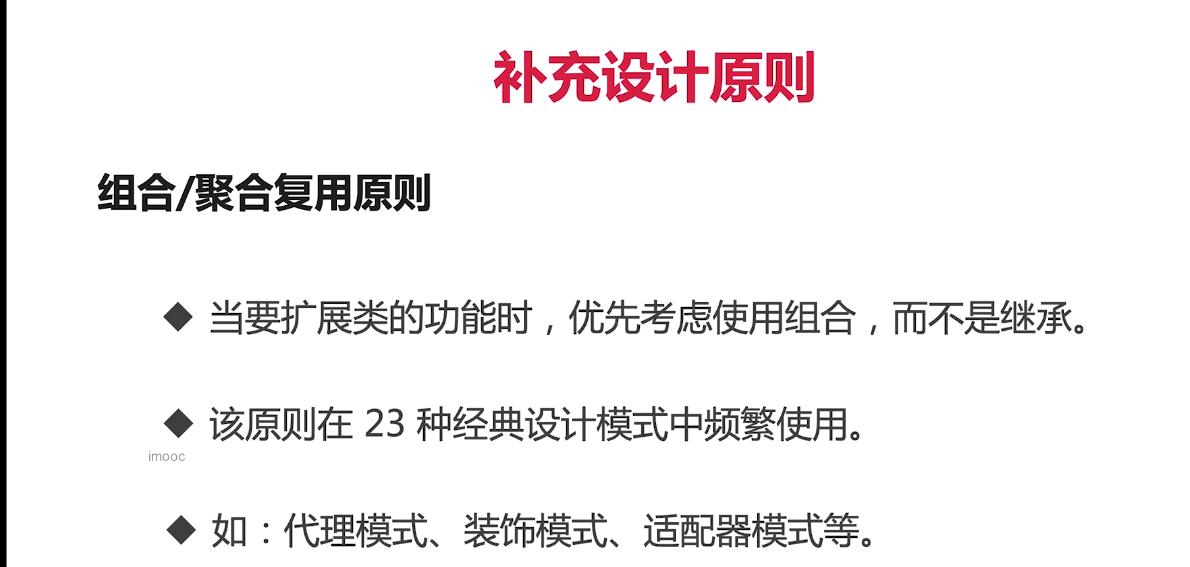 补充设计原则
组合/聚合复用原则
◆ 当要扩展类的功能时，优先考虑使用组合，而不是继承。
◆ 该原则在 23 种经典设计模式中频繁使用。
imooc
◆ 如：代理模式、装饰模式、适配器模式等。